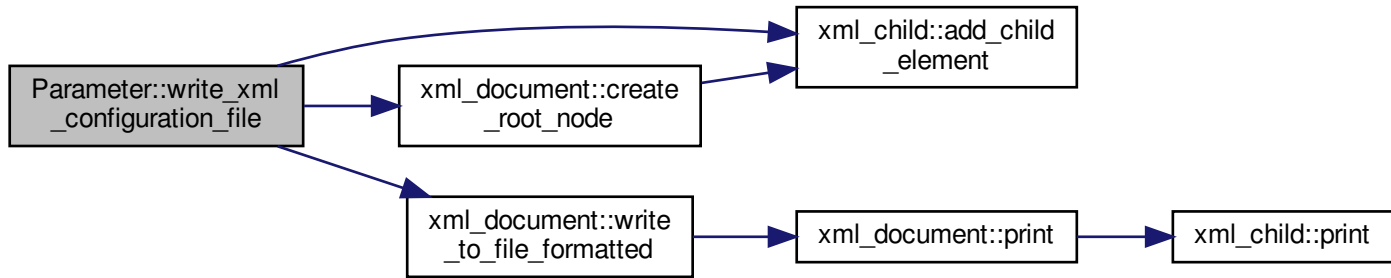 Parameter::write_xml
_configuration_file
xml_child::add_child
_element
xml_document::create
_root_node
xml_document::write
_to_file_formatted
xml_document::print
xml_child::print